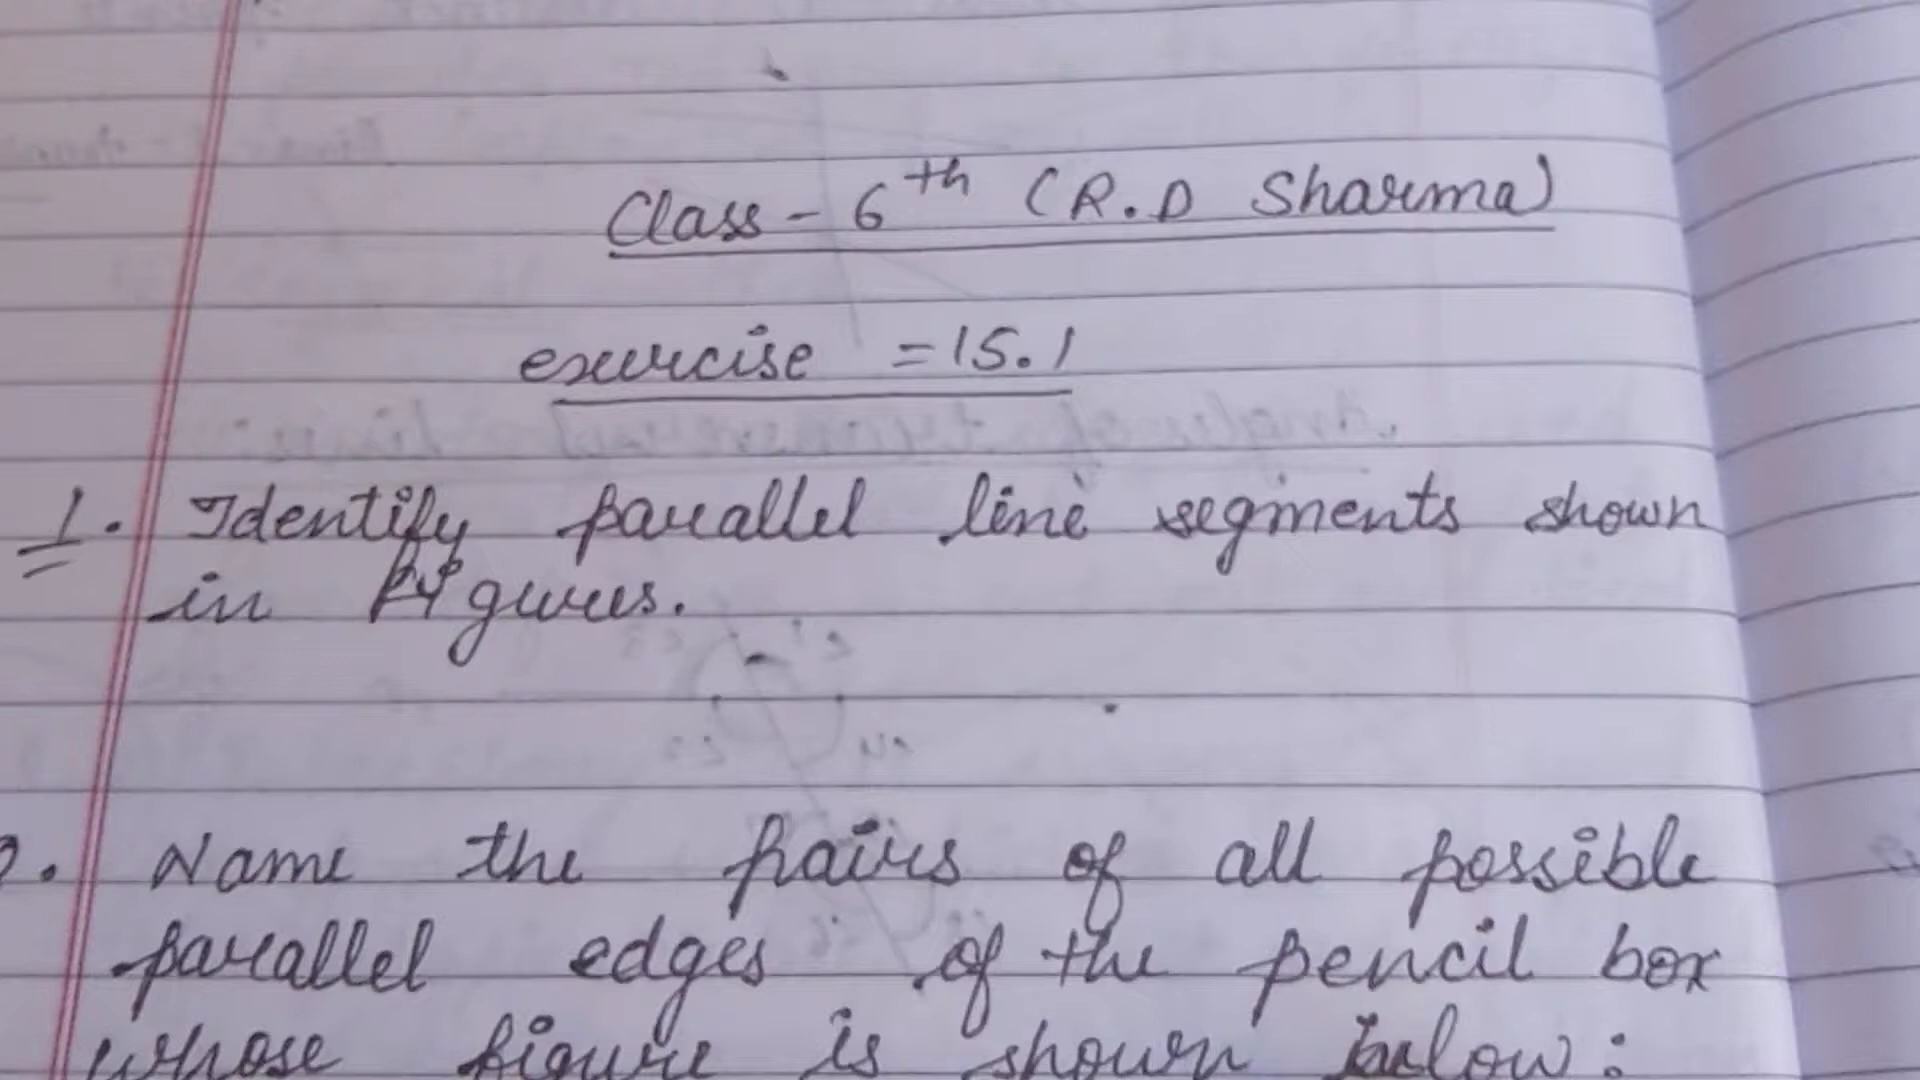 Class - 6th (R.D Sharma)
exercise = 15.1
1. Identify parallel line segments shown
in Figures.
2. Name the pairs of all possible
parallel edges of the pencil box
whose figure is shown below: